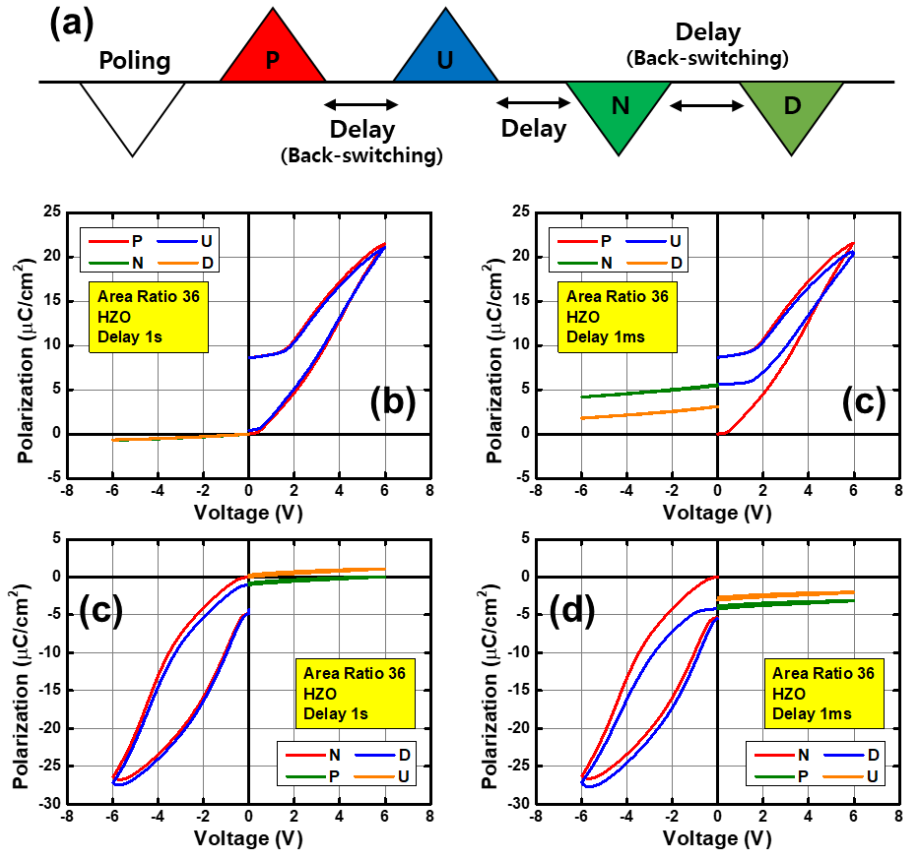 (a)
Poling
P
U
N
D
Delay
(Back-switching)
Delay
Delay
(Back-switching)
Polarization (μC/cm²)
25
20
15
10
5
0
-5
P U
N D
Area Ratio 36
HZO
Delay 1s
(b)
-8 -6 -4 -2 0 2 4 6 8
Voltage (V)
Polarization (μC/cm²)
25
20
15
10
5
0
-5
P U
N D
Area Ratio 36
HZO
Delay 1ms
(c)
-8 -6 -4 -2 0 2 4 6 8
Voltage (V)
Polarization (μC/cm²)
5
0
-5
-10
-15
-20
-25
-30
(c)
Area Ratio 36
HZO
Delay 1s
N D
P U
-8 -6 -4 -2 0 2 4 6 8
Voltage (V)
Polarization (μC/cm²)
5
0
-5
-10
-15
-20
-25
-30
(d)
Area Ratio 36
HZO
Delay 1ms
N D
P U
-8 -6 -4 -2 0 2 4 6 8
Voltage (V)